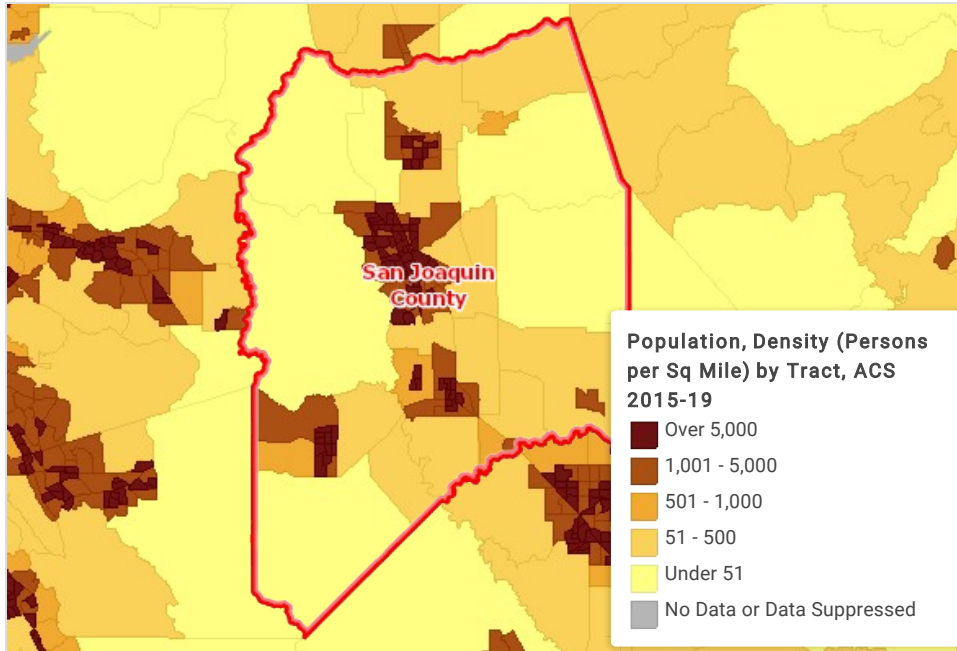 San Joaquin
County
Population, Density (Persons
per Sq Mile) by Tract, ACS
2015-19
Over 5,000
1,001 - 5,000
501 - 1,000
51 - 500
Under 51
No Data or Data Suppressed